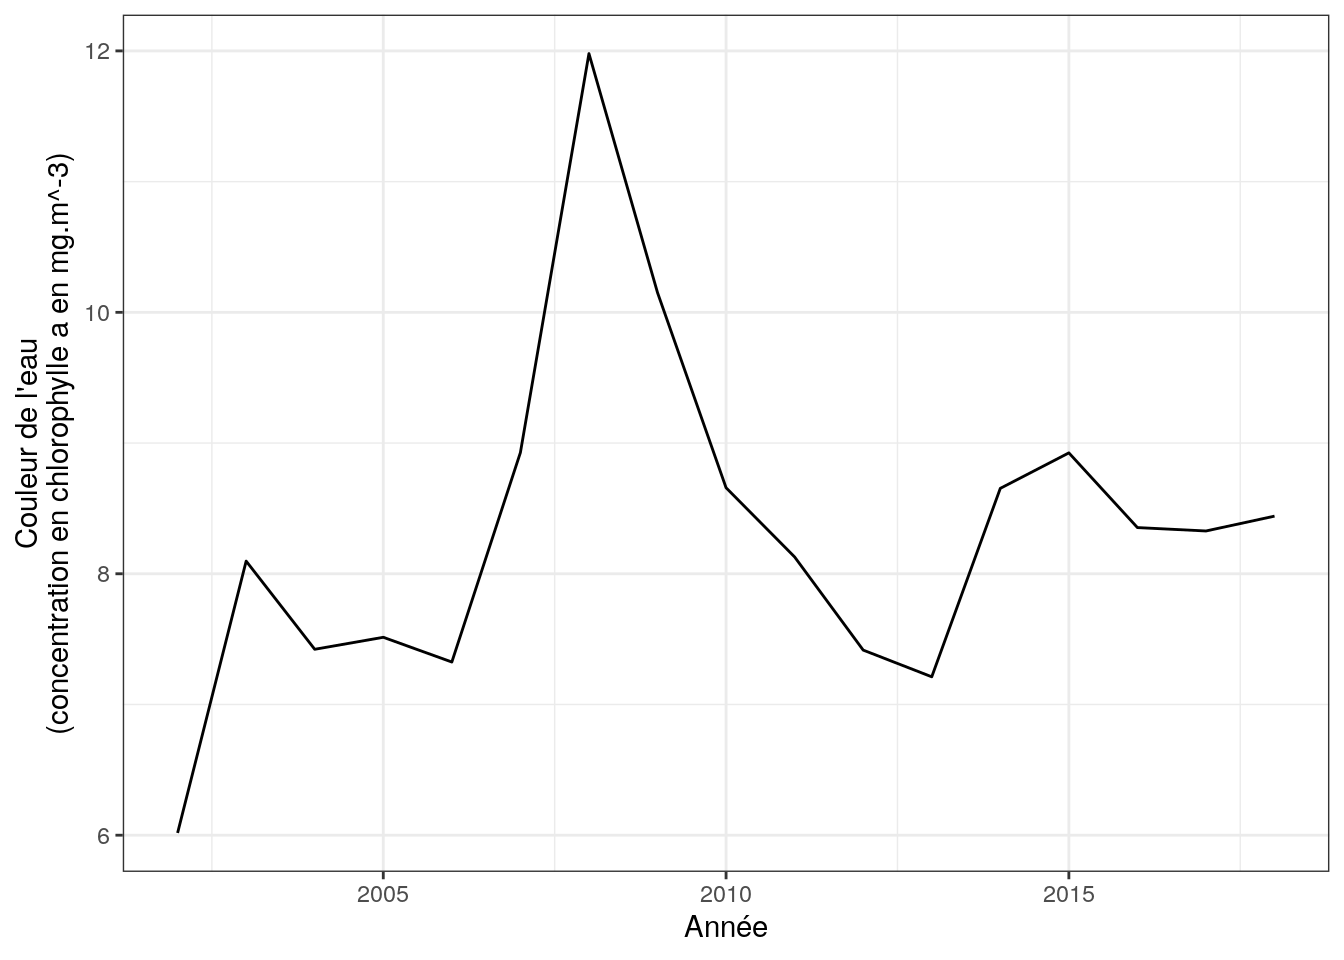 Couleur de l'eau
(concentration en chlorophylle a en mg.m^-3)
12
10
8
6
2005
2010
2015
Année